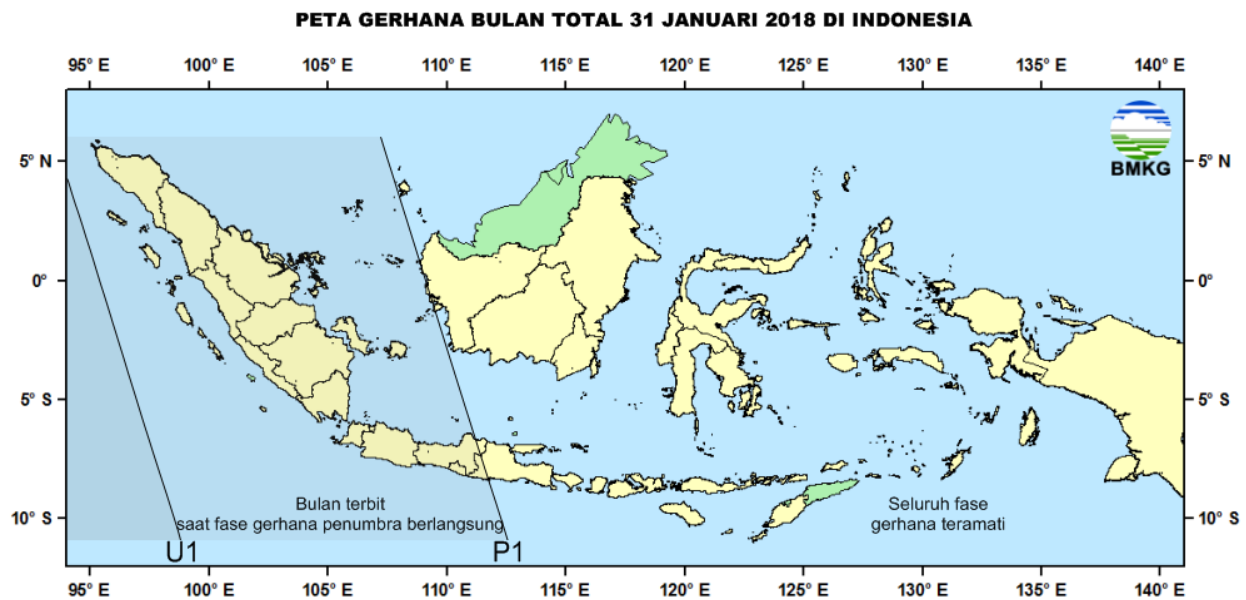 PETA GERHANA BULAN TOTAL 31 JANUARI 2018 DI INDONESIA
95° E 100° E 105° E 110° E 115° E 120° E 125° E 130° E 135° E 140° E
BMKG
5° N 5° N
0° 0°
5° S 5° S
10° S 10° S
Bulan terbit
saat fase gerhana penumbra berlangsung
Seluruh fase
gerhana teramati
U1 P1
95° E 100° E 105° E 110° E 115° E 120° E 125° E 130° E 135° E 140° E